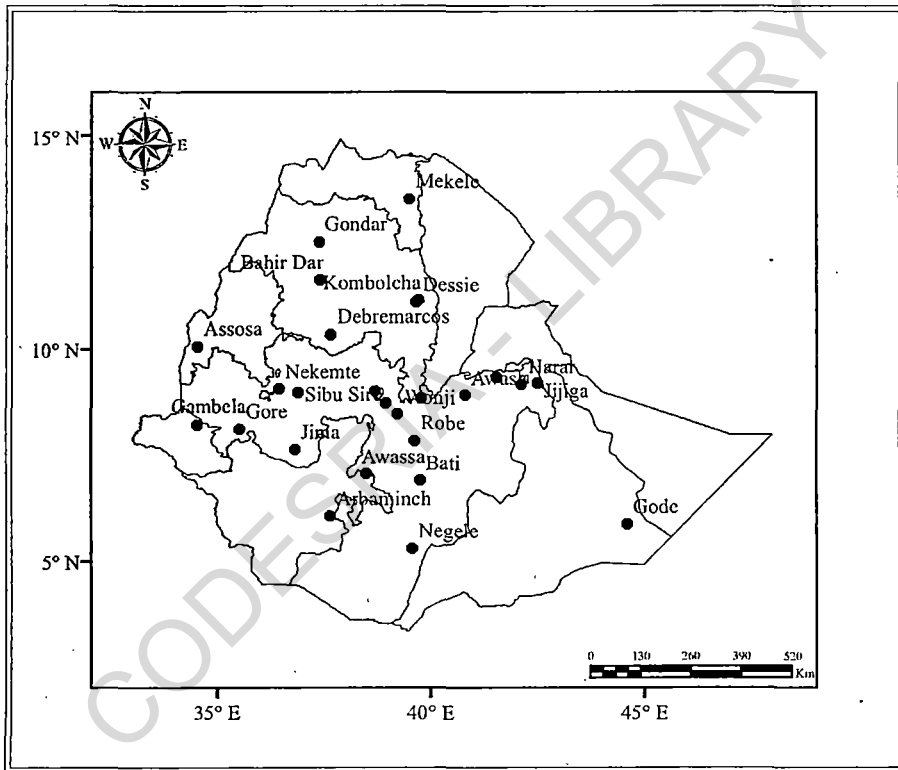 N
W E
S
15° N
Mekele
Gondar
Bahir Dar
Kombolcha Dessie
Debremarcos
Assosa
10° N
Nekemte
Sibu Sire
Awash
Jijiga
Gambela Gore
Robe
Jima
Awassa Bati
Arbaminch
Gode
Negele
5° N
0 130 260 390 520
Km
35° E 40° E 45° E
CODESRIA - LIBRARY